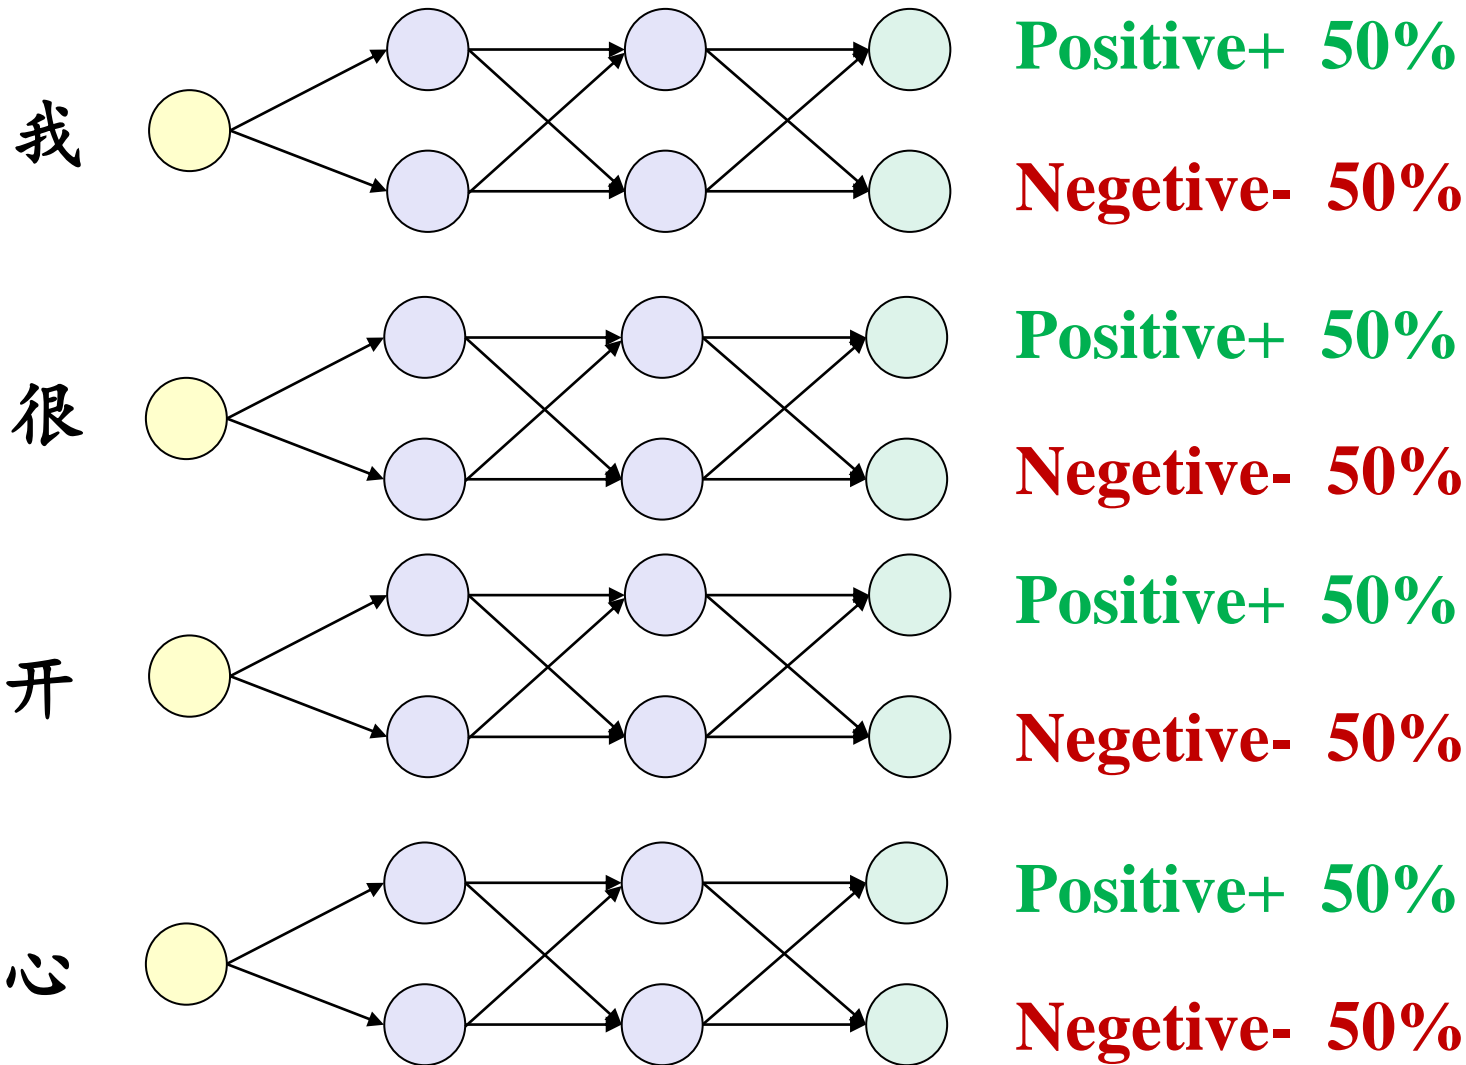 我
Positive+ 50%
Negetive- 50%
很
Positive+ 50%
Negetive- 50%
开
Positive+ 50%
Negetive- 50%
心
Positive+ 50%
Negetive- 50%